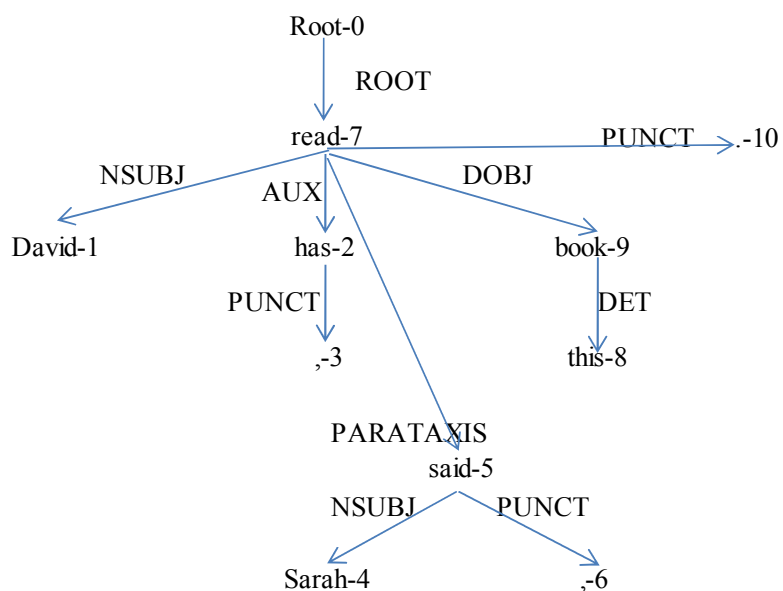 Root-0
ROOT
read-7
PUNCT
.-10
NSUBJ
AUX
DOBJ
David-1
has-2
book-9
PUNCT
DET
,-3
this-8
PARATAXIS
said-5
NSUBJ
PUNCT
Sarah-4
,-6